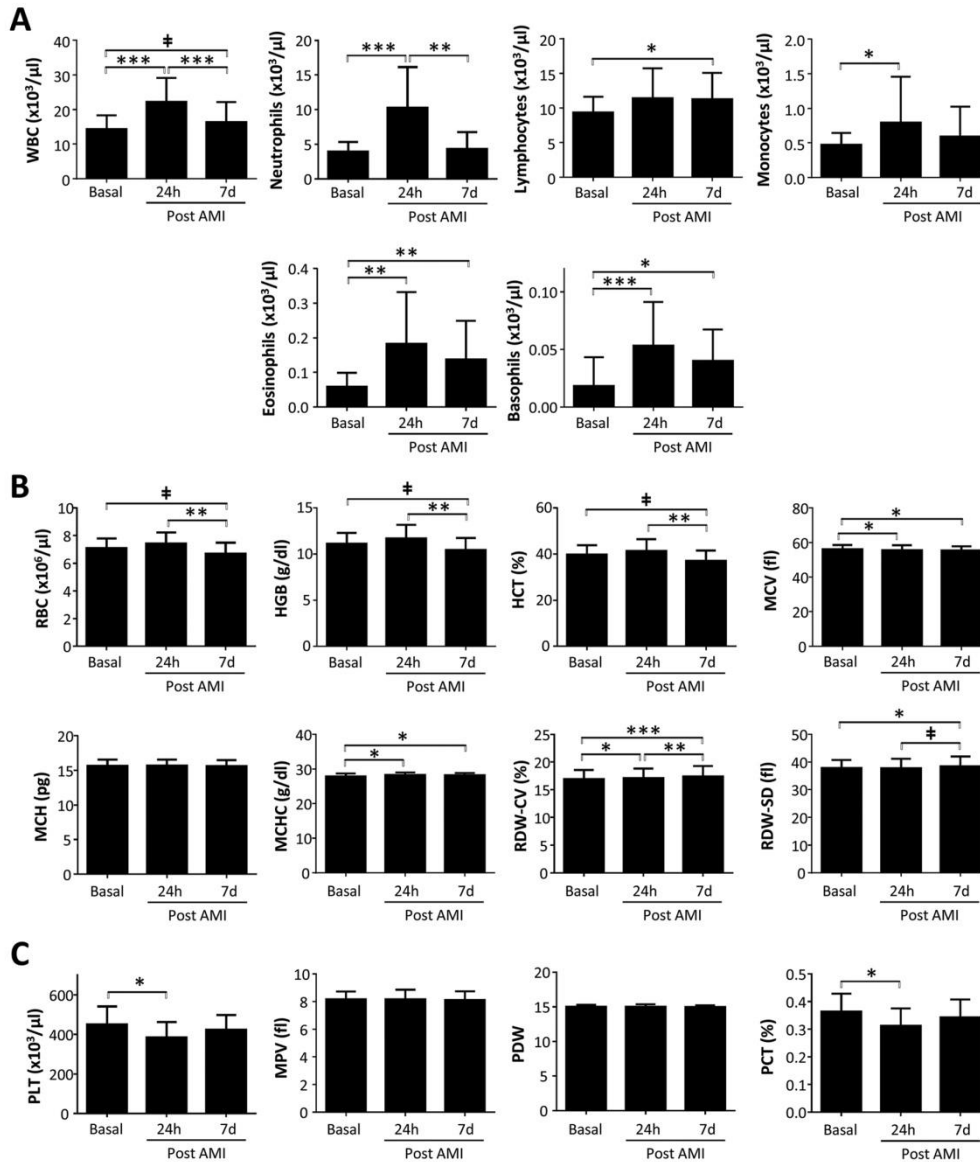 A
WBC (x10³/µl)
40
30
20
10
0
‡
*** ***
Basal 24h 7d
Post AMI
Neutrophils (x10³/µl)
20
15
10
5
0
*** **
Basal 24h 7d
Post AMI
Lymphocytes (x10³/µl)
20
15
10
5
0
*
Basal 24h 7d
Post AMI
Monocytes (x10³/µl)
2.0
1.5
1.0
0.5
0.0
*
Basal 24h 7d
Post AMI
Eosinophils (x10³/µl)
0.4
0.3
0.2
0.1
0.0
**
**
Basal 24h 7d
Post AMI
Basophils (x10³/µl)
0.10
0.05
0.00
*
***
Basal 24h 7d
Post AMI
B
RBC (x10⁶/µl)
10
8
6
4
2
0
‡
**
Basal 24h 7d
Post AMI
HGB (g/dl)
15
10
5
0
‡
**
Basal 24h 7d
Post AMI
HCT (%)
60
40
20
0
‡
**
Basal 24h 7d
Post AMI
MCV (fl)
80
60
40
20
0
*
*
Basal 24h 7d
Post AMI
MCH (pg)
20
15
10
5
0
Basal 24h 7d
Post AMI
MCHC (g/dl)
40
30
20
10
0
*
*
Basal 24h 7d
Post AMI
RDW-CV (%)
25
20
15
10
5
0
***
* **
Basal 24h 7d
Post AMI
RDW-SD (fl)
50
40
30
20
10
0
*
‡
Basal 24h 7d
Post AMI
C
PLT (x10³/µl)
600
400
200
0
*
Basal 24h 7d
Post AMI
MPV (fl)
10
8
6
4
2
0
Basal 24h 7d
Post AMI
PDW
20
15
10
5
0
Basal 24h 7d
Post AMI
PCT (%)
0.5
0.4
0.3
0.2
0.1
0.0
*
Basal 24h 7d
Post AMI